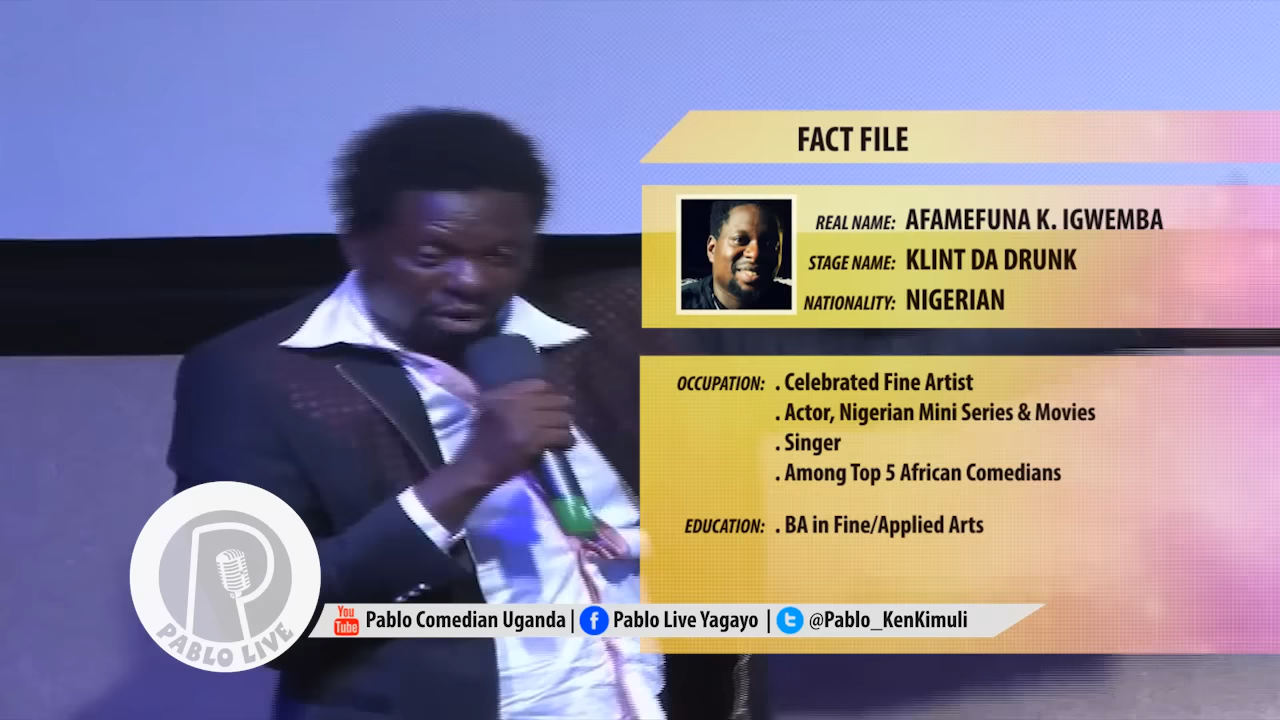 FACT FILE
REAL NAME: AFAMEFUNA K. IGWEMBA
STAGE NAME: KLINT DA DRUNK
NATIONALITY: NIGERIAN
OCCUPATION: . Celebrated Fine Artist
. Actor, Nigerian Mini Series & Movies
. Singer
. Among Top 5 African Comedians
EDUCATION: . BA in Fine/Applied Arts
You Tube Pablo Comedian Uganda | f Pablo Live Yagayo | t @Pablo_KenKimuli
P
PABLO LIVE